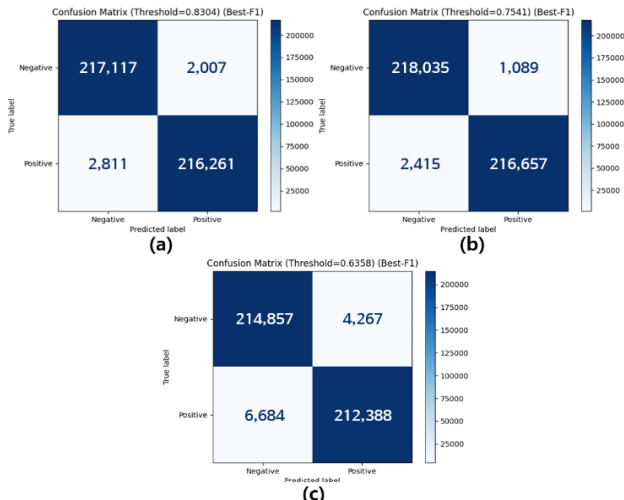 Confusion Matrix (Threshold=0.8304) (Best-F1)
Negative 217,117 2,007
Positive 2,811 216,261
Negative Positive
True label
Predicted label
200000
175000
150000
125000
100000
75000
50000
25000
(a)
Confusion Matrix (Threshold=0.7541) (Best-F1)
Negative 218,035 1,089
Positive 2,415 216,657
Negative Positive
True label
Predicted label
200000
175000
150000
125000
100000
75000
50000
25000
(b)
Confusion Matrix (Threshold=0.6358) (Best-F1)
Negative 214,857 4,267
Positive 6,684 212,388
Negative Positive
True label
Predicted label
200000
175000
150000
125000
100000
75000
50000
25000
(c)